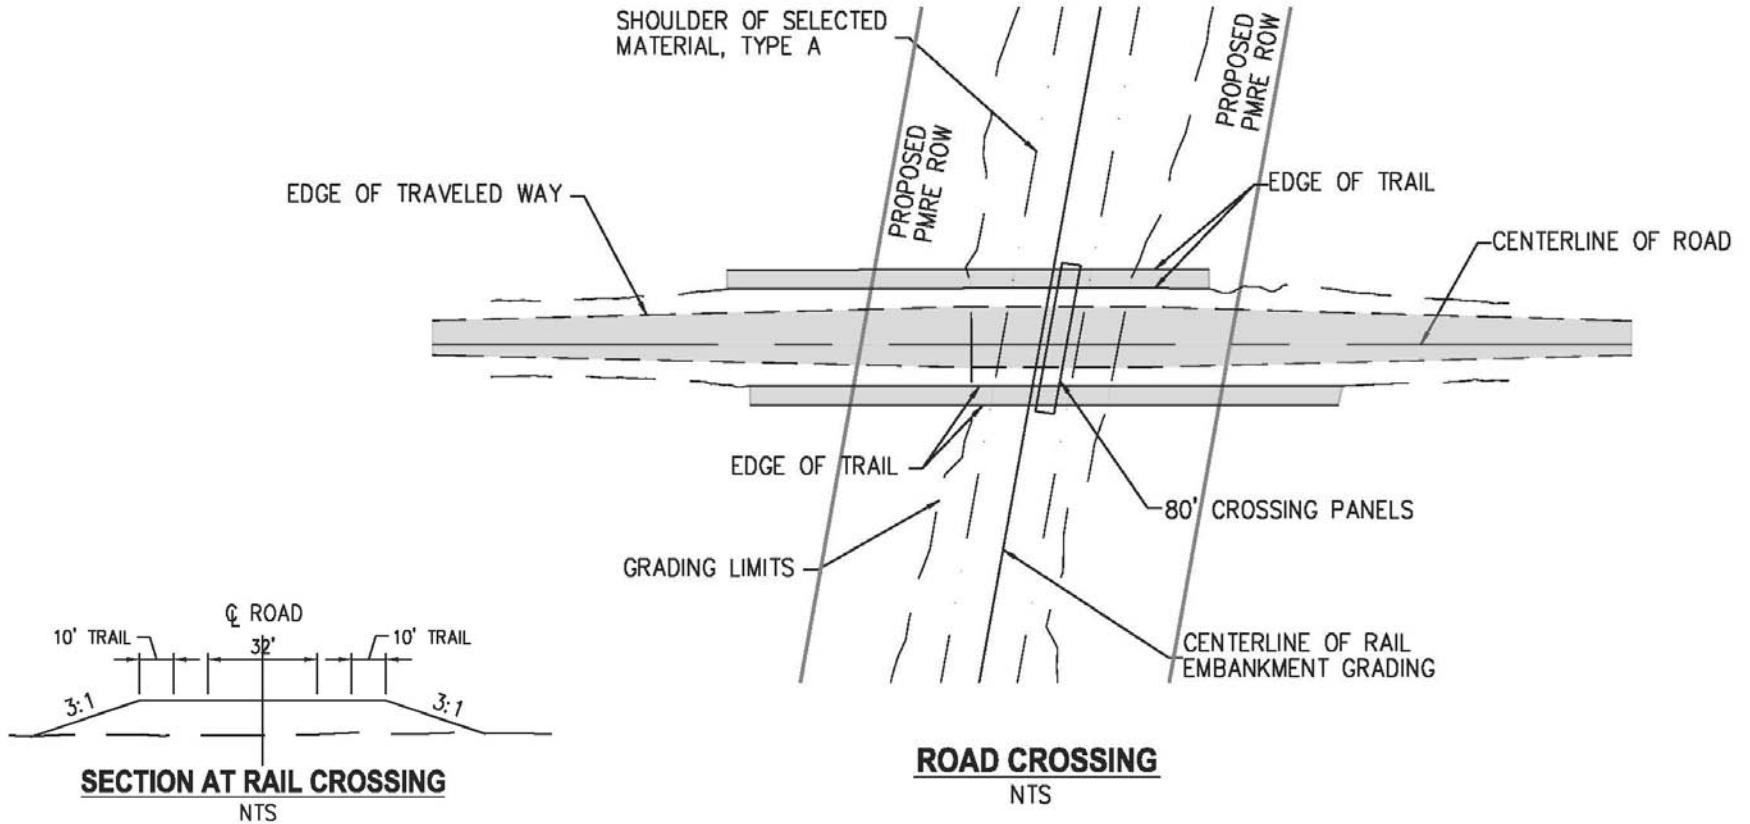 SHOULDER OF SELECTED
MATERIAL, TYPE A
PROPOSED
PMRE ROW
PROPOSED
PMRE ROW
EDGE OF TRAVELED WAY
EDGE OF TRAIL
CENTERLINE OF ROAD
EDGE OF TRAIL
80' CROSSING PANELS
GRADING LIMITS
CENTERLINE OF RAIL
EMBANKMENT GRADING
ROAD CROSSING
NTS
℄ ROAD
10' TRAIL
32'
10' TRAIL
3:1
3:1
SECTION AT RAIL CROSSING
NTS